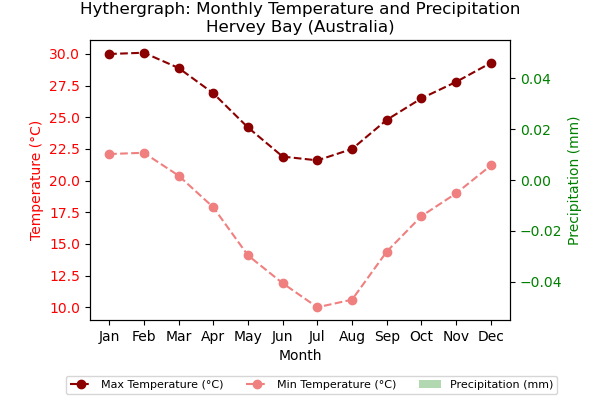 Hythergraph: Monthly Temperature and Precipitation
Hervey Bay (Australia)
Temperature (°C)
30.0
27.5
25.0
22.5
20.0
17.5
15.0
12.5
10.0
0.04
0.02
0.00
−0.02
−0.04
Precipitation (mm)
Jan Feb Mar Apr May Jun Jul Aug Sep Oct Nov Dec
Month
Max Temperature (°C) Min Temperature (°C) Precipitation (mm)